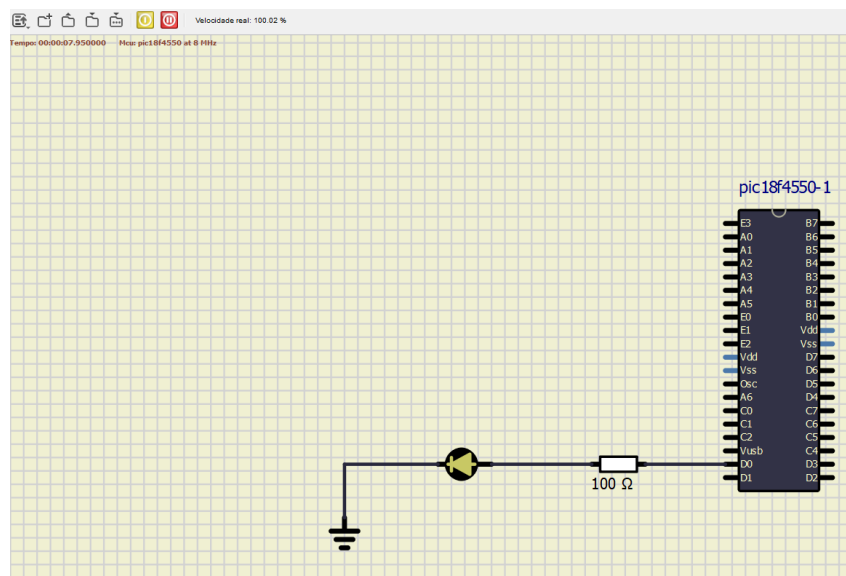 Velocidade real: 100.02 %
Tempo: 00:00:07.950000 Mcu: pic18f4550 at 8 MHz
pic18f4550-1
E3 B7
A0 B6
A1 B5
A2 B4
A3 B3
A4 B2
A5 B1
E0 B0
E1 Vdd
E2 Vss
Vdd D7
Vss D6
Osc D5
A6 D4
C0 C7
C1 C6
C2 C5
Vusb C4
D0 D3
D1 D2
100 Ω